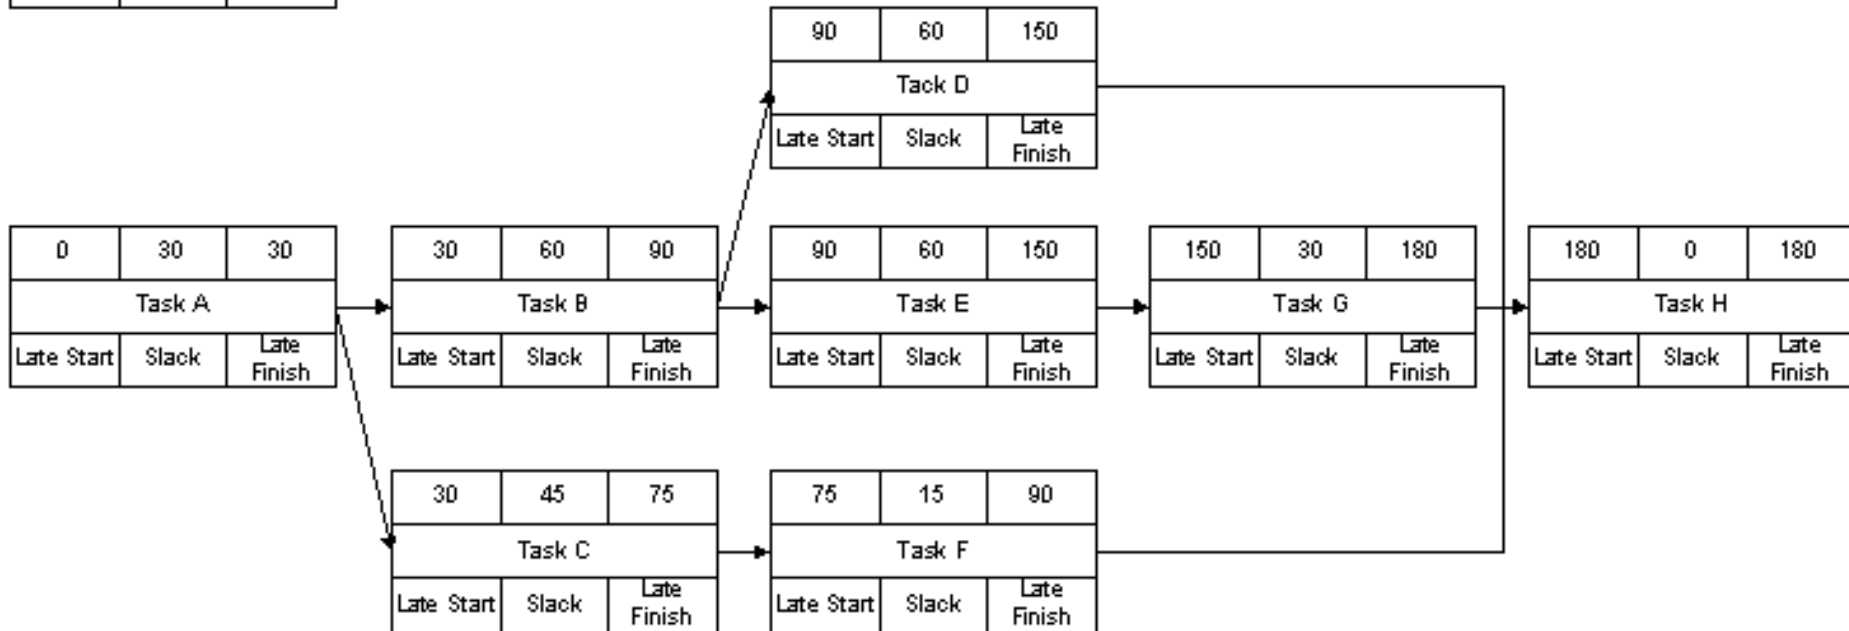 90 60 150
Tack D
Late Start Slack Late Finish
0 30 30
Task A
Late Start Slack Late Finish
30 60 90
Task B
Late Start Slack Late Finish
90 60 150
Task E
Late Start Slack Late Finish
150 30 180
Task G
Late Start Slack Late Finish
180 0 180
Task H
Late Start Slack Late Finish
30 45 75
Task C
Late Start Slack Late Finish
75 15 90
Task F
Late Start Slack Late Finish